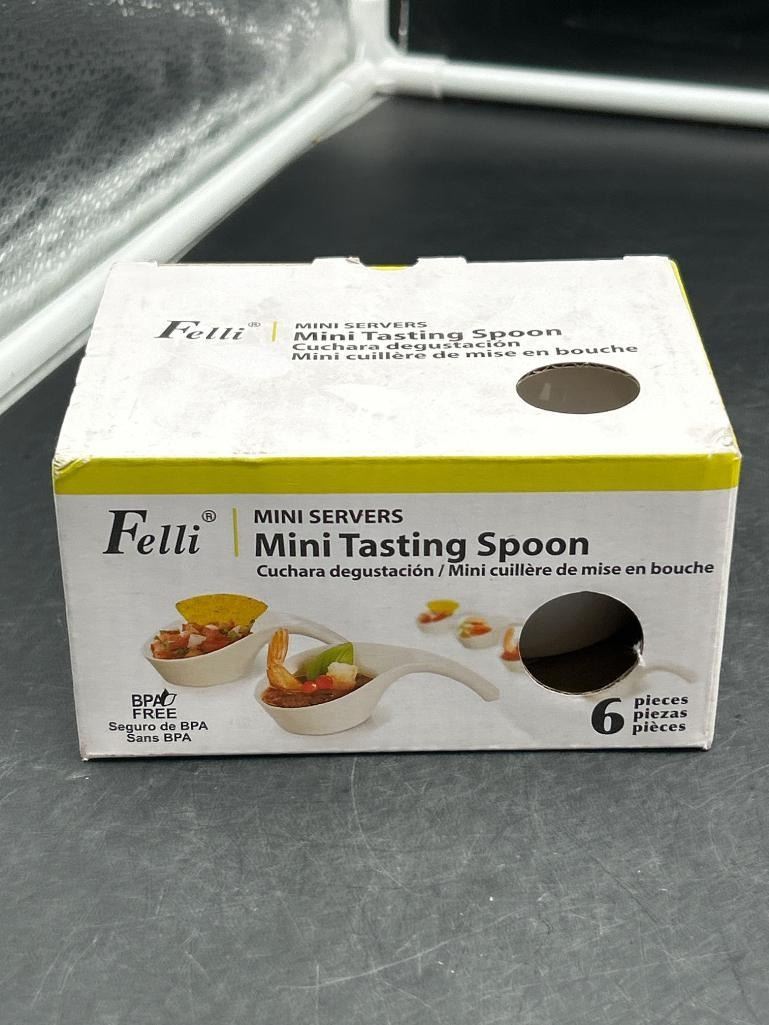 Felli®
MINI SERVERS
Mini Tasting Spoon
Cuchara degustación
Mini cuillère de mise en bouche
Felli®
MINI SERVERS
Mini Tasting Spoon
Cuchara degustación / Mini cuillère de mise en bouche
BPA
FREE
Seguro de BPA
Sans BPA
6 pieces
piezas
pièces